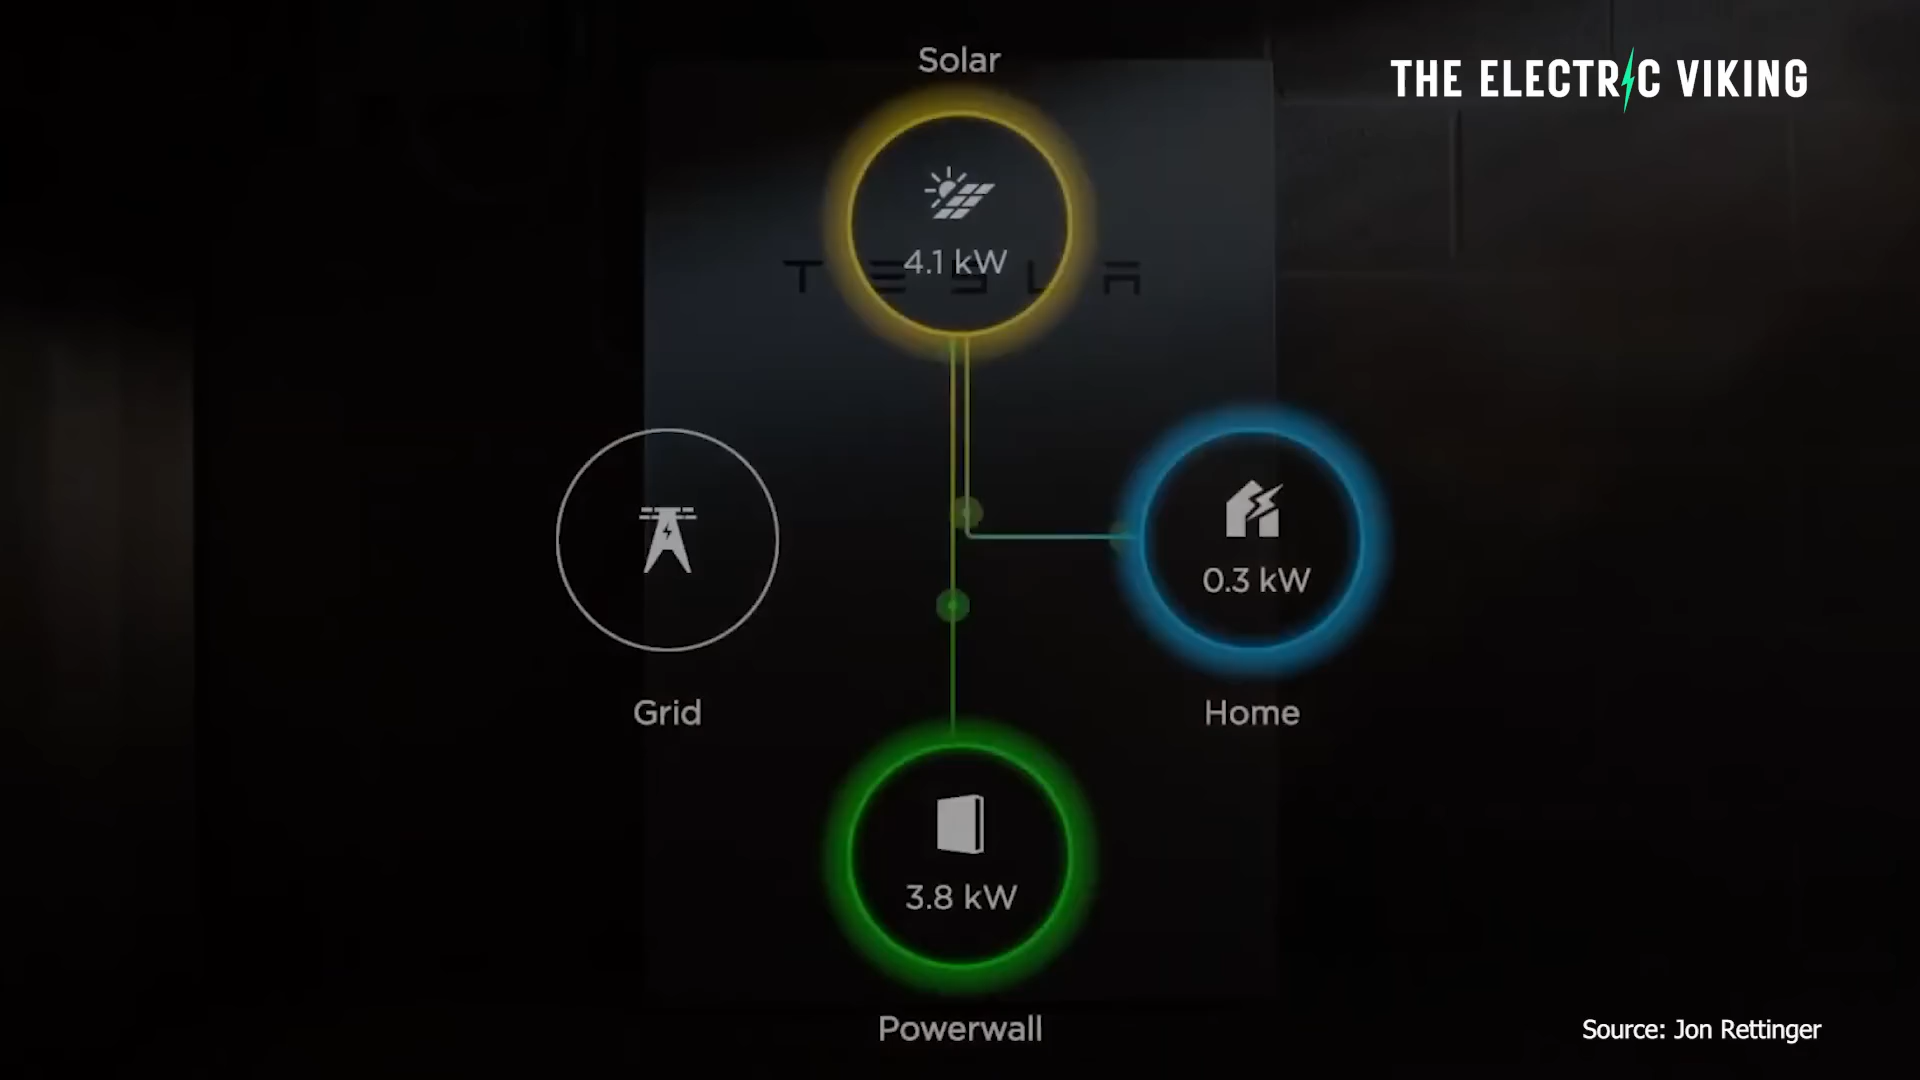 Solar
THE ELECTRIC VIKING
4.1 kW
TESLA
0.3 kW
Grid
Home
3.8 kW
Powerwall
Source: Jon Rettinger